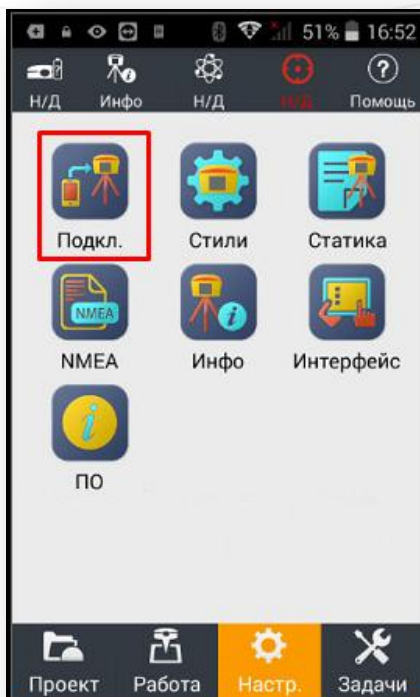 51% 16:52
Н/Д Инфо Н/Д Н/Д Помощь
Подкл. Стили Статика
NMEA
NMEA Инфо Интерфейс
ПО
Проект Работа Настр. Задачи